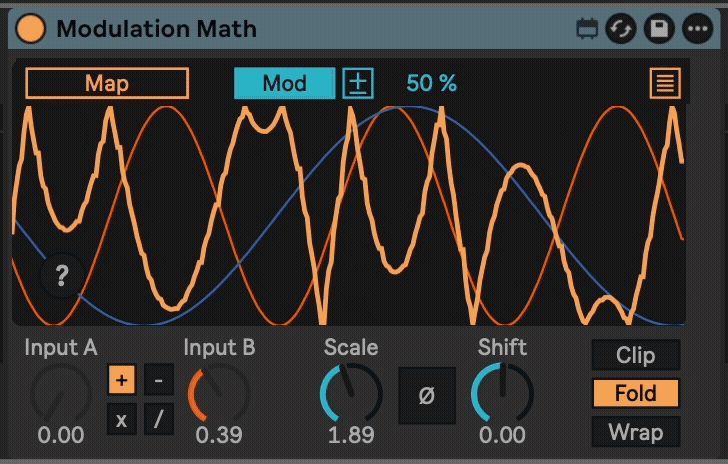 Modulation Math
Map Mod ± 50 %
?
Input A Input B Scale Shift
+ - x /
Ø
0.00 0.39 1.89 0.00
Clip
Fold
Wrap